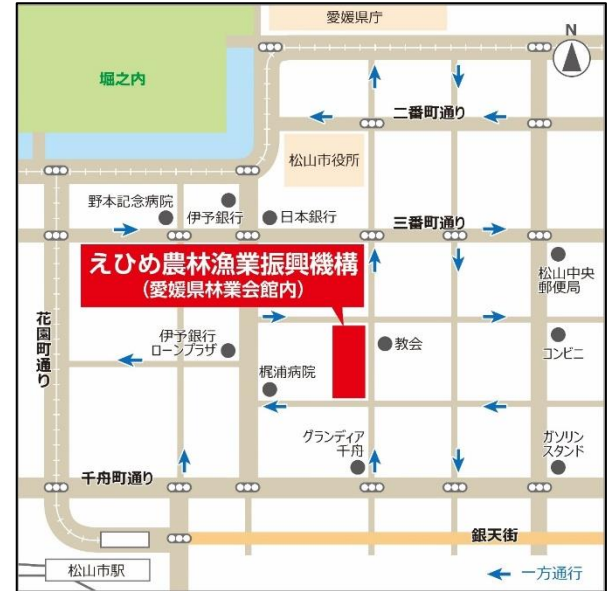 愛媛県庁
N
堀之内
二番町通り
松山市役所
野本記念病院
伊予銀行
日本銀行
三番町通り
えひめ農林漁業振興機構
(愛媛県林業会館内)
松山中央
郵便局
花園町通り
伊予銀行
ローンプラザ
教会
コンビニ
梶浦病院
グランディア
千舟
ガソリン
スタンド
千舟町通り
銀天街
松山市駅
一方通行